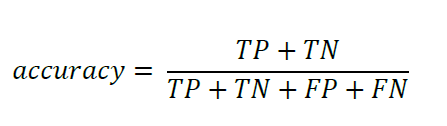 accuracy = (TP + TN) / (TP + TN + FP + FN)